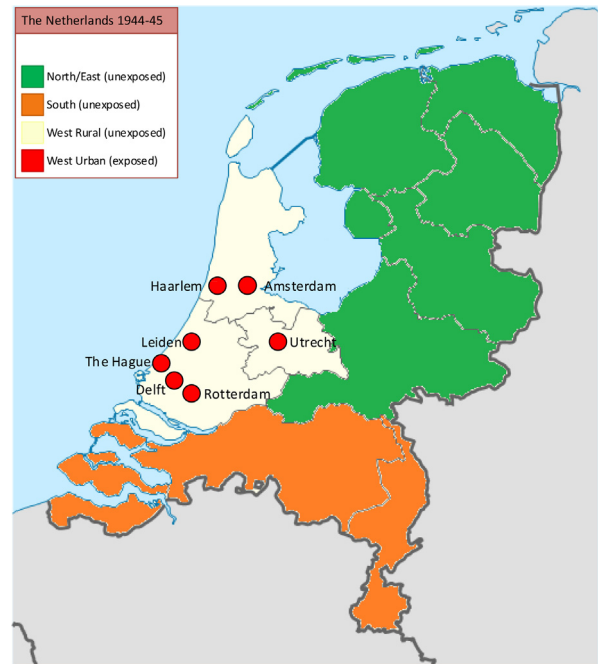 The Netherlands 1944-45
North/East (unexposed)
South (unexposed)
West Rural (unexposed)
West Urban (exposed)
Haarlem
Amsterdam
Leiden
Utrecht
The Hague
Delft
Rotterdam